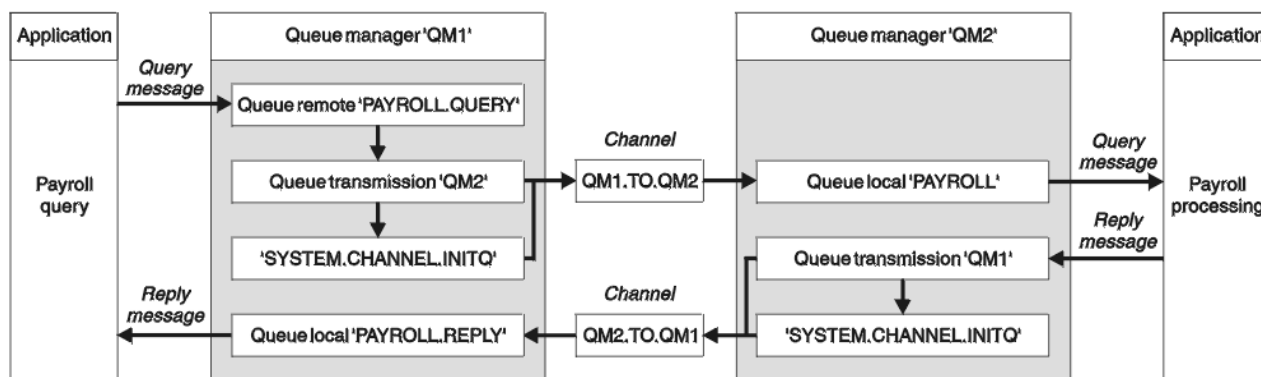 Application
Queue manager 'QM1'
Queue manager 'QM2'
Application
Query
message
Queue remote 'PAYROLL.QUERY'
Channel
Query
message
Payroll
query
Queue transmission 'QM2'
QM1.TO.QM2
Queue local 'PAYROLL'
Payroll
processing
Reply
message
'SYSTEM.CHANNEL.INITQ'
Queue transmission 'QM1'
Reply
message
Channel
Queue local 'PAYROLL.REPLY'
QM2.TO.QM1
'SYSTEM.CHANNEL.INITQ'